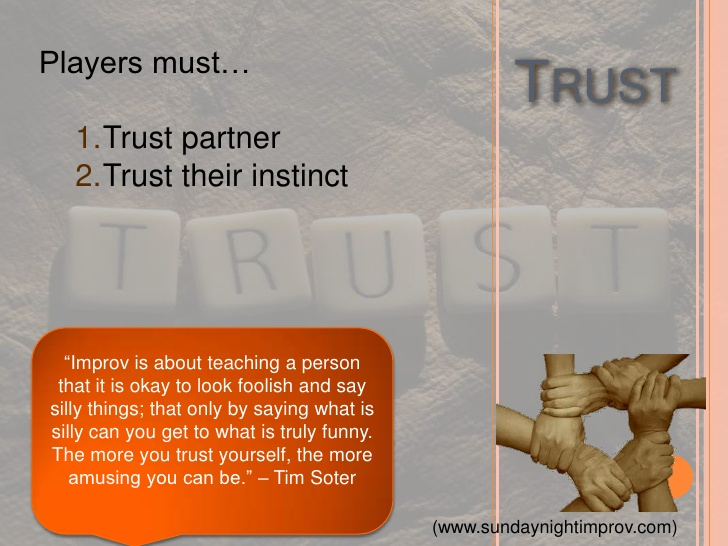 Players must…
TRUST
1.Trust partner
2.Trust their instinct
T R U S T
“Improv is about teaching a person
that it is okay to look foolish and say
silly things; that only by saying what is
silly can you get to what is truly funny.
The more you trust yourself, the more
amusing you can be.” – Tim Soter
(www.sundaynightimprov.com)